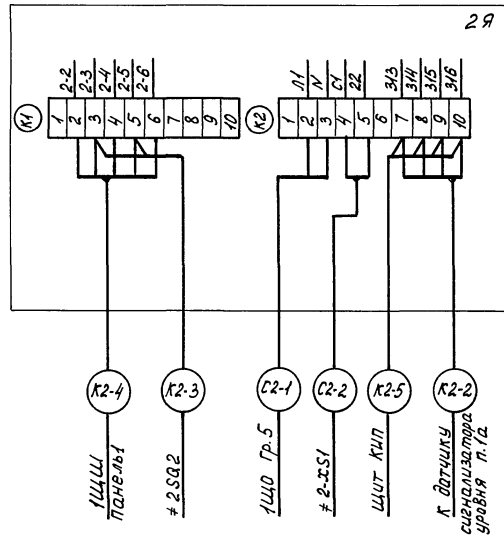 2Я
2-2
2-3
2-4
2-5
2-6
К1
1
2
3
4
5
6
7
8
9
10
Л1
N
С1
22
313
314
315
316
К2
1
2
3
4
5
6
7
8
9
10
К2-4
К2-3
С2-1
С2-2
К2-5
К2-2
1ЩШ
Панель1
≠2SQ2
1ЩО Гр.5
≠2-XS1
Щит КИП
К датчику
сигнализатора
уровня п.1а